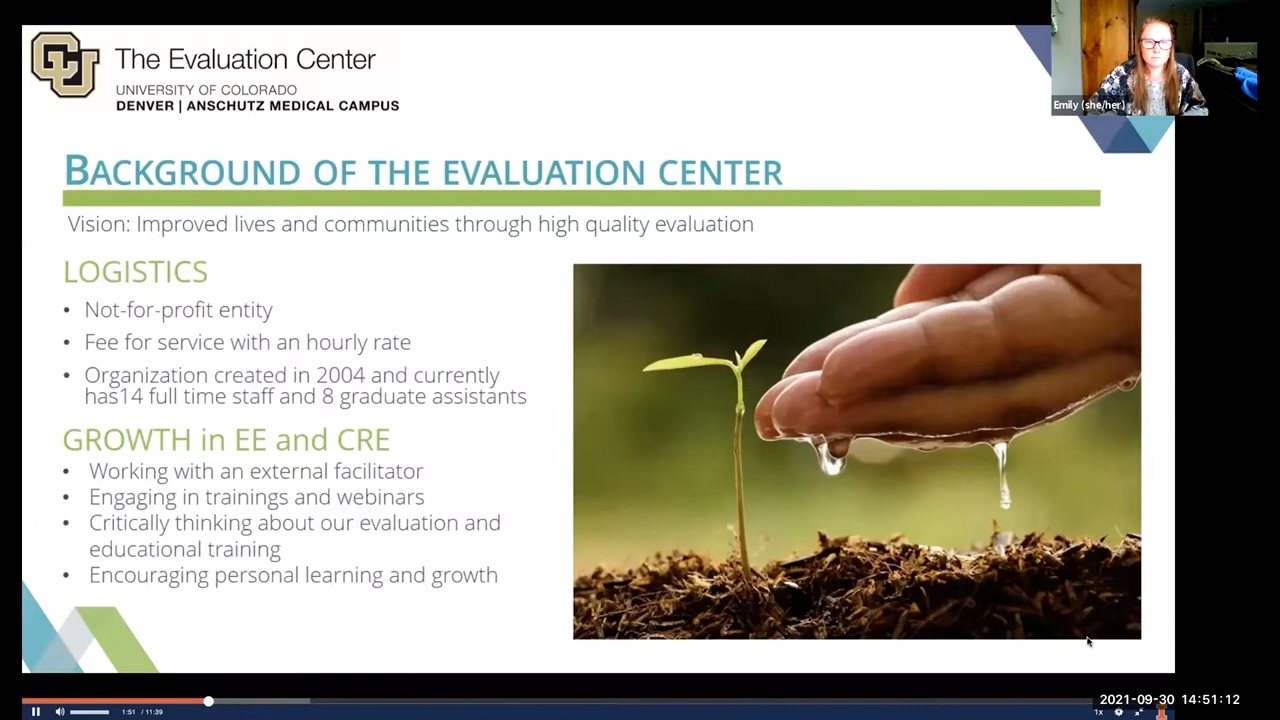 CU
The Evaluation Center
UNIVERSITY OF COLORADO
DENVER | ANSCHUTZ MEDICAL CAMPUS
Emily (she/her)
BACKGROUND OF THE EVALUATION CENTER
Vision: Improved lives and communities through high quality evaluation
LOGISTICS
• Not-for-profit entity
• Fee for service with an hourly rate
• Organization created in 2004 and currently
has14 full time staff and 8 graduate assistants
GROWTH in EE and CRE
• Working with an external facilitator
• Engaging in trainings and webinars
• Critically thinking about our evaluation and
educational training
• Encouraging personal learning and growth
2021-09-30 14:51:12
1:51 / 11:39
1x